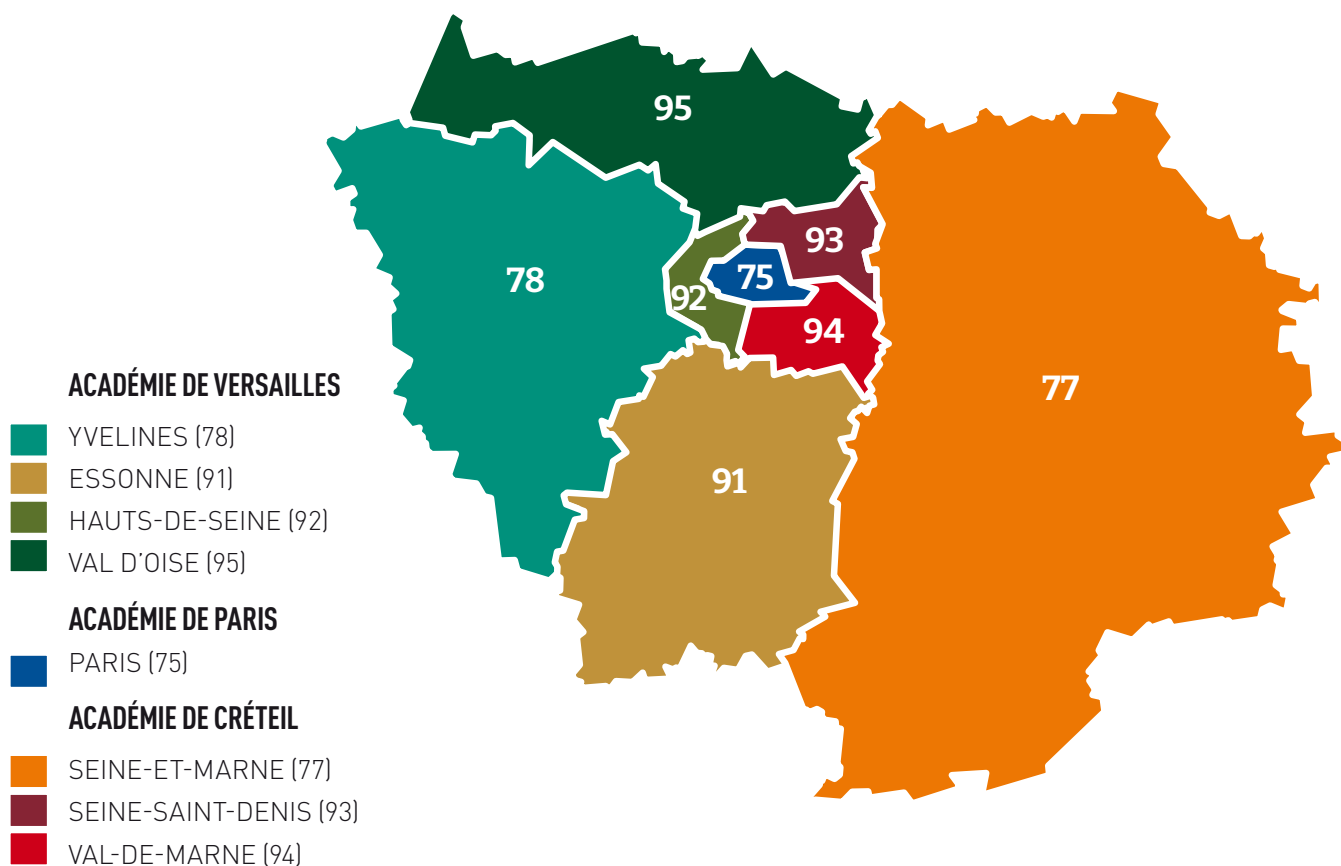 95
93
78
75
92
94
77
91
ACADÉMIE DE VERSAILLES
YVELINES (78)
ESSONNE (91)
HAUTS-DE-SEINE (92)
VAL D'OISE (95)
ACADÉMIE DE PARIS
PARIS (75)
ACADÉMIE DE CRÉTEIL
SEINE-ET-MARNE (77)
SEINE-SAINT-DENIS (93)
VAL-DE-MARNE (94)